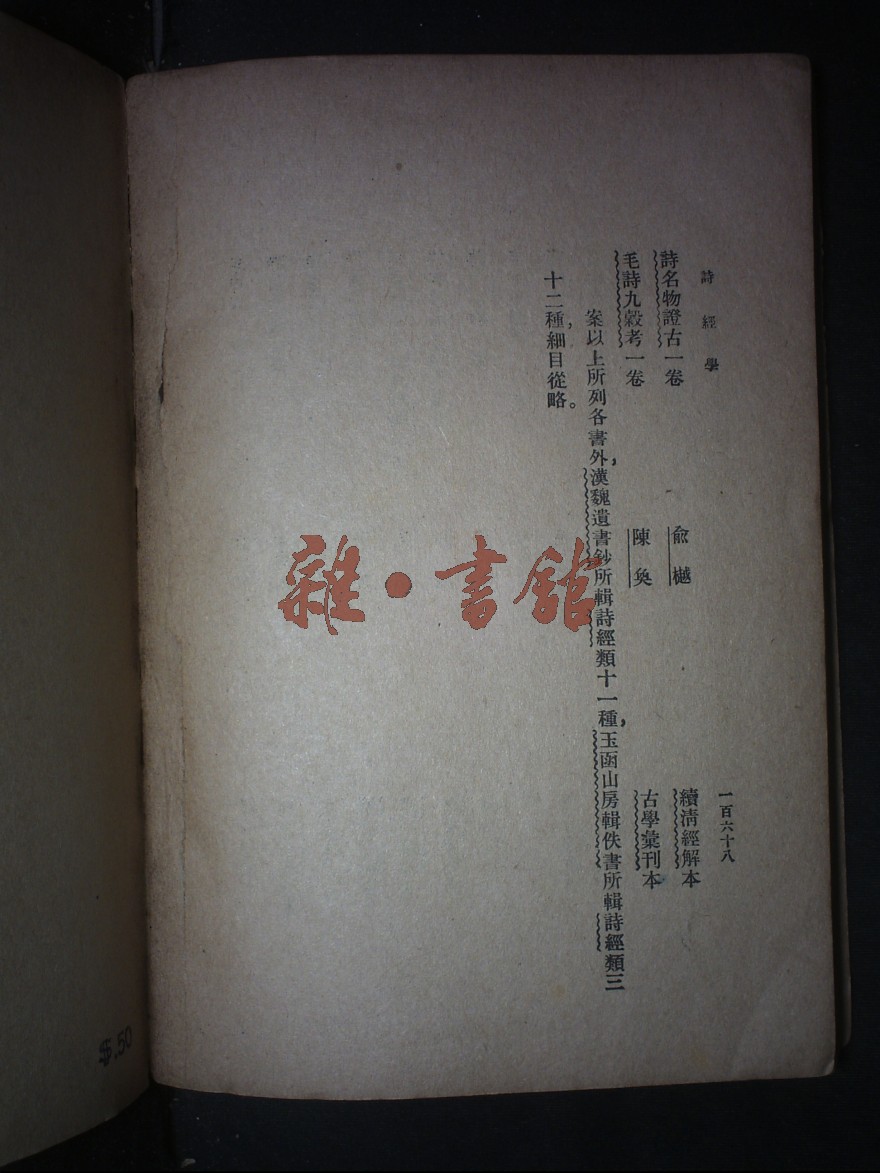 詩經學
一百六十八
詩名物證古一卷　俞樾　續清經解本
毛詩九穀考一卷　陳奐　古學彙刊本
案以上所列各書外，漢魏遺書鈔所輯詩經類十一種，玉函山房輯佚書所輯詩經類三
十二種，細目從略。
雜·書館
$.50